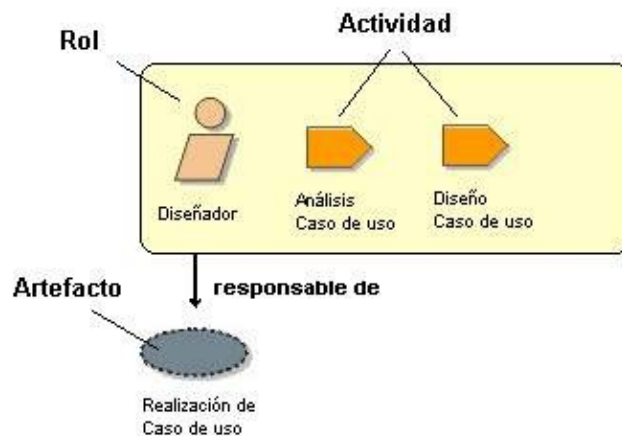 Actividad
Rol
Diseñador
Análisis
Caso de uso
Diseño
Caso de uso
responsable de
Artefacto
Realización de
Caso de uso